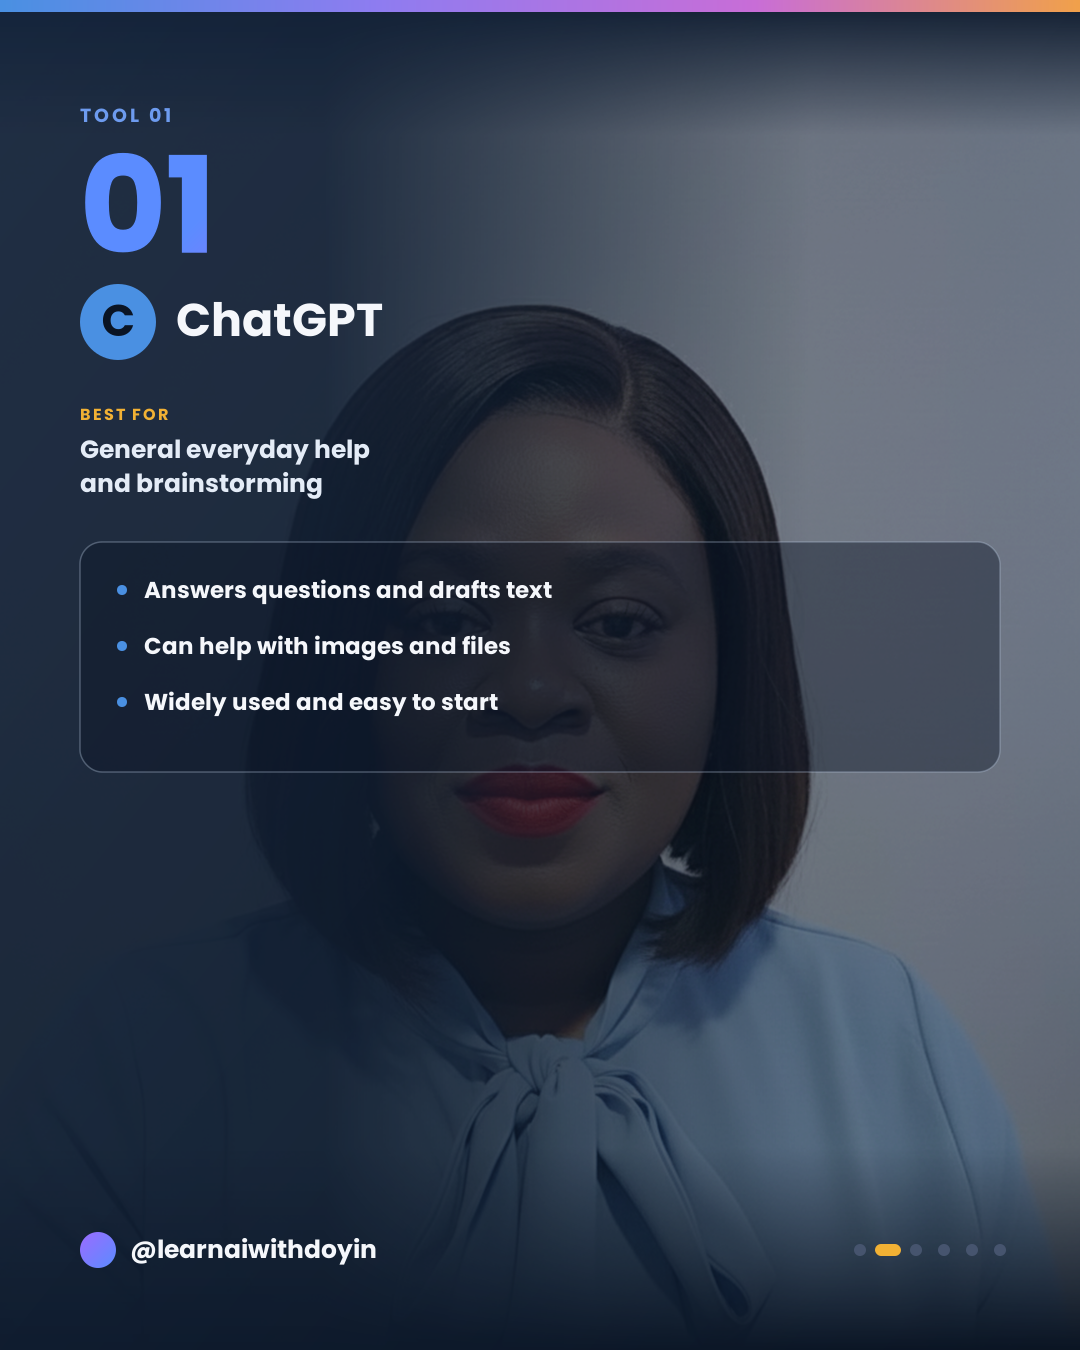 TOOL 01
01
C ChatGPT
BEST FOR
General everyday help
and brainstorming
Answers questions and drafts text
Can help with images and files
Widely used and easy to start
@learnaiwithdoyin